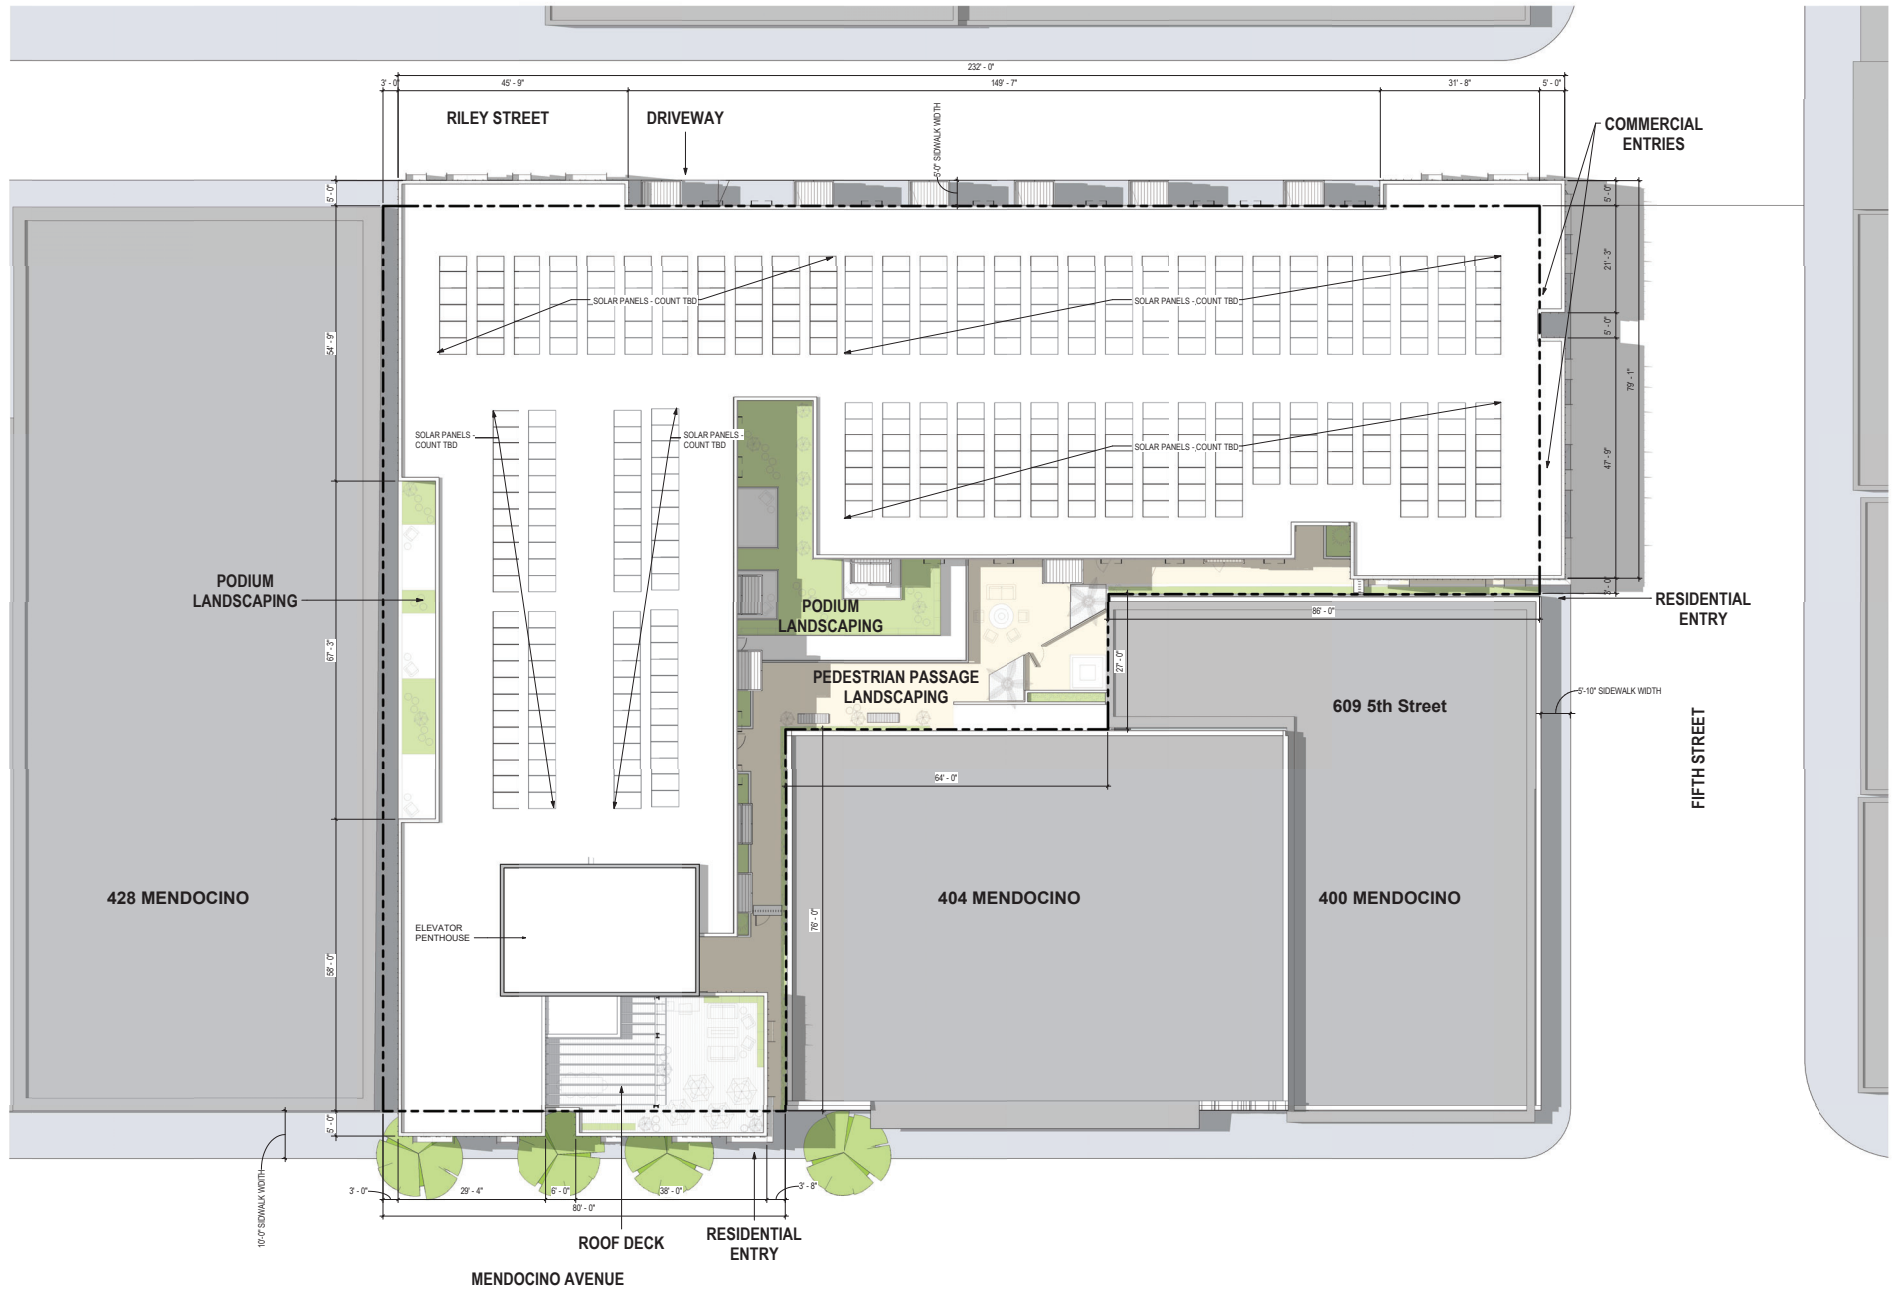 232' - 0"
3' - 0"
45' - 9"
149' - 7"
31' - 8"
5' - 0"
RILEY STREET
DRIVEWAY
5'-0" SIDWALK WIDTH
COMMERCIAL
ENTRIES
5' - 0"
5' - 0"
21' - 3"
5' - 0"
79' - 1"
47' - 9"
3' - 0"
54' - 9"
SOLAR PANELS - COUNT TBD
SOLAR PANELS - COUNT TBD
SOLAR PANELS -
COUNT TBD
SOLAR PANELS -
COUNT TBD
SOLAR PANELS - COUNT TBD
PODIUM
LANDSCAPING
PODIUM
LANDSCAPING
86' - 0"
RESIDENTIAL
ENTRY
67' - 3"
27' - 0"
PEDESTRIAN PASSAGE
LANDSCAPING
609 5th Street
5'-10" SIDEWALK WIDTH
FIFTH STREET
64' - 0"
428 MENDOCINO
404 MENDOCINO
400 MENDOCINO
76' - 0"
ELEVATOR
PENTHOUSE
58' - 0"
5' - 0"
10'-0" SIDWALK WDITH
3' - 0"
29' - 4"
6' - 0"
38' - 0"
3' - 8"
80' - 0"
ROOF DECK
RESIDENTIAL
ENTRY
MENDOCINO AVENUE